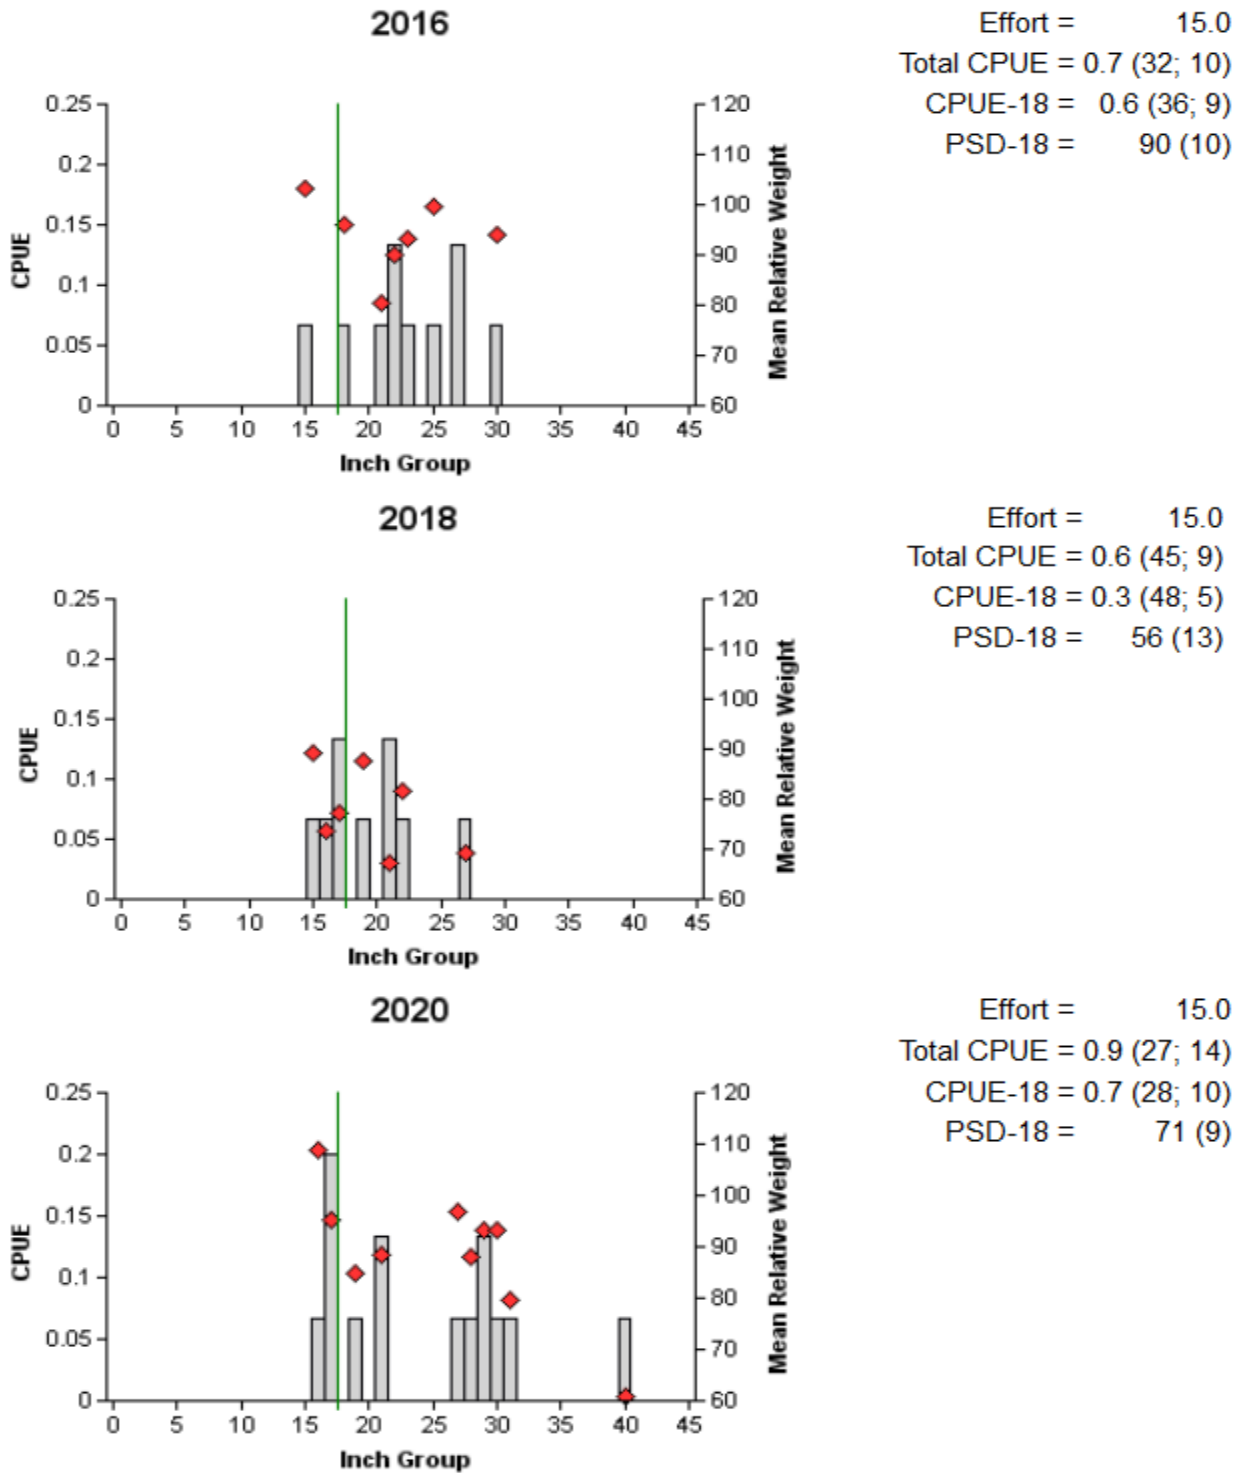 2016
Effort = 15.0
Total CPUE = 0.7 (32; 10)
CPUE-18 = 0.6 (36; 9)
PSD-18 = 90 (10)
0.25
0.2
0.15
0.1
0.05
0
CPUE
120
110
100
90
80
70
60
Mean Relative Weight
0 5 10 15 20 25 30 35 40 45
Inch Group
2018
Effort = 15.0
Total CPUE = 0.6 (45; 9)
CPUE-18 = 0.3 (48; 5)
PSD-18 = 56 (13)
0.25
0.2
0.15
0.1
0.05
0
CPUE
120
110
100
90
80
70
60
Mean Relative Weight
0 5 10 15 20 25 30 35 40 45
Inch Group
2020
Effort = 15.0
Total CPUE = 0.9 (27; 14)
CPUE-18 = 0.7 (28; 10)
PSD-18 = 71 (9)
0.25
0.2
0.15
0.1
0.05
0
CPUE
120
110
100
90
80
70
60
Mean Relative Weight
0 5 10 15 20 25 30 35 40 45
Inch Group